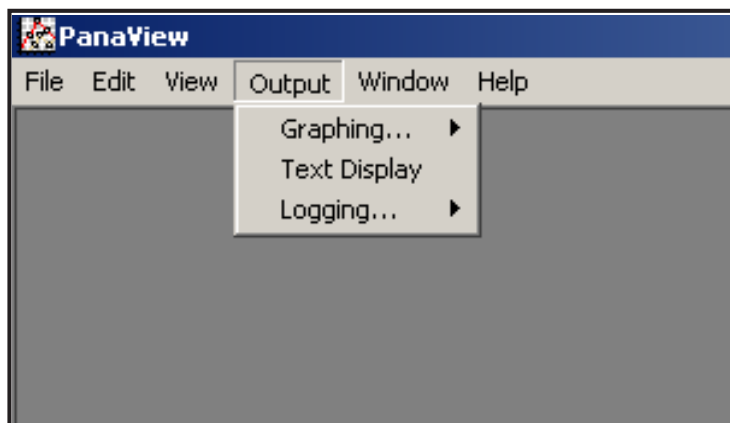 PanaView
File Edit View Output Window Help
Graphing...
Text Display
Logging...